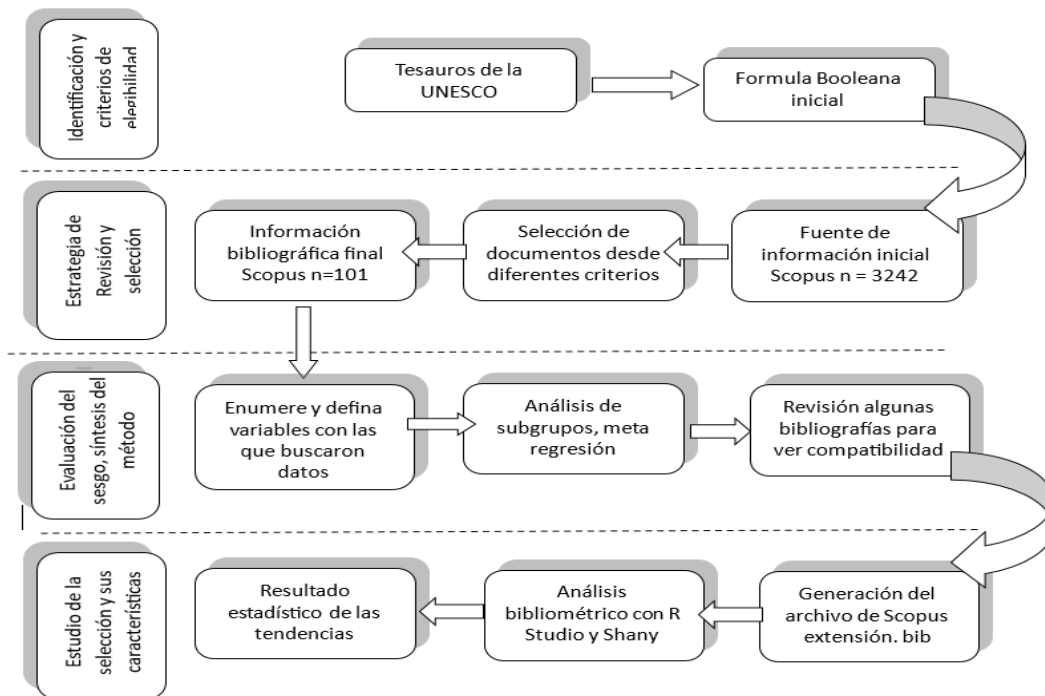 Identificación y
criterios de
elegibilidad
Tesauros de la
UNESCO
Formula Booleana
inicial
Estrategia de
Revisión y
selección
Información
bibliográfica final
Scopus n=101
Selección de
documentos desde
diferentes criterios
Fuente de
información inicial
Scopus n = 3242
Evaluación del
sesgo, síntesis del
método
Enumere y defina
variables con las
que buscaron
datos
Análisis de
subgrupos, meta
regresión
Revisión algunas
bibliografías para
ver compatibilidad
Estudio de la
selección y sus
características
Resultado
estadístico de las
tendencias
Análisis
bibliométrico con R
Studio y Shany
Generación del
archivo de Scopus
extensión. bib